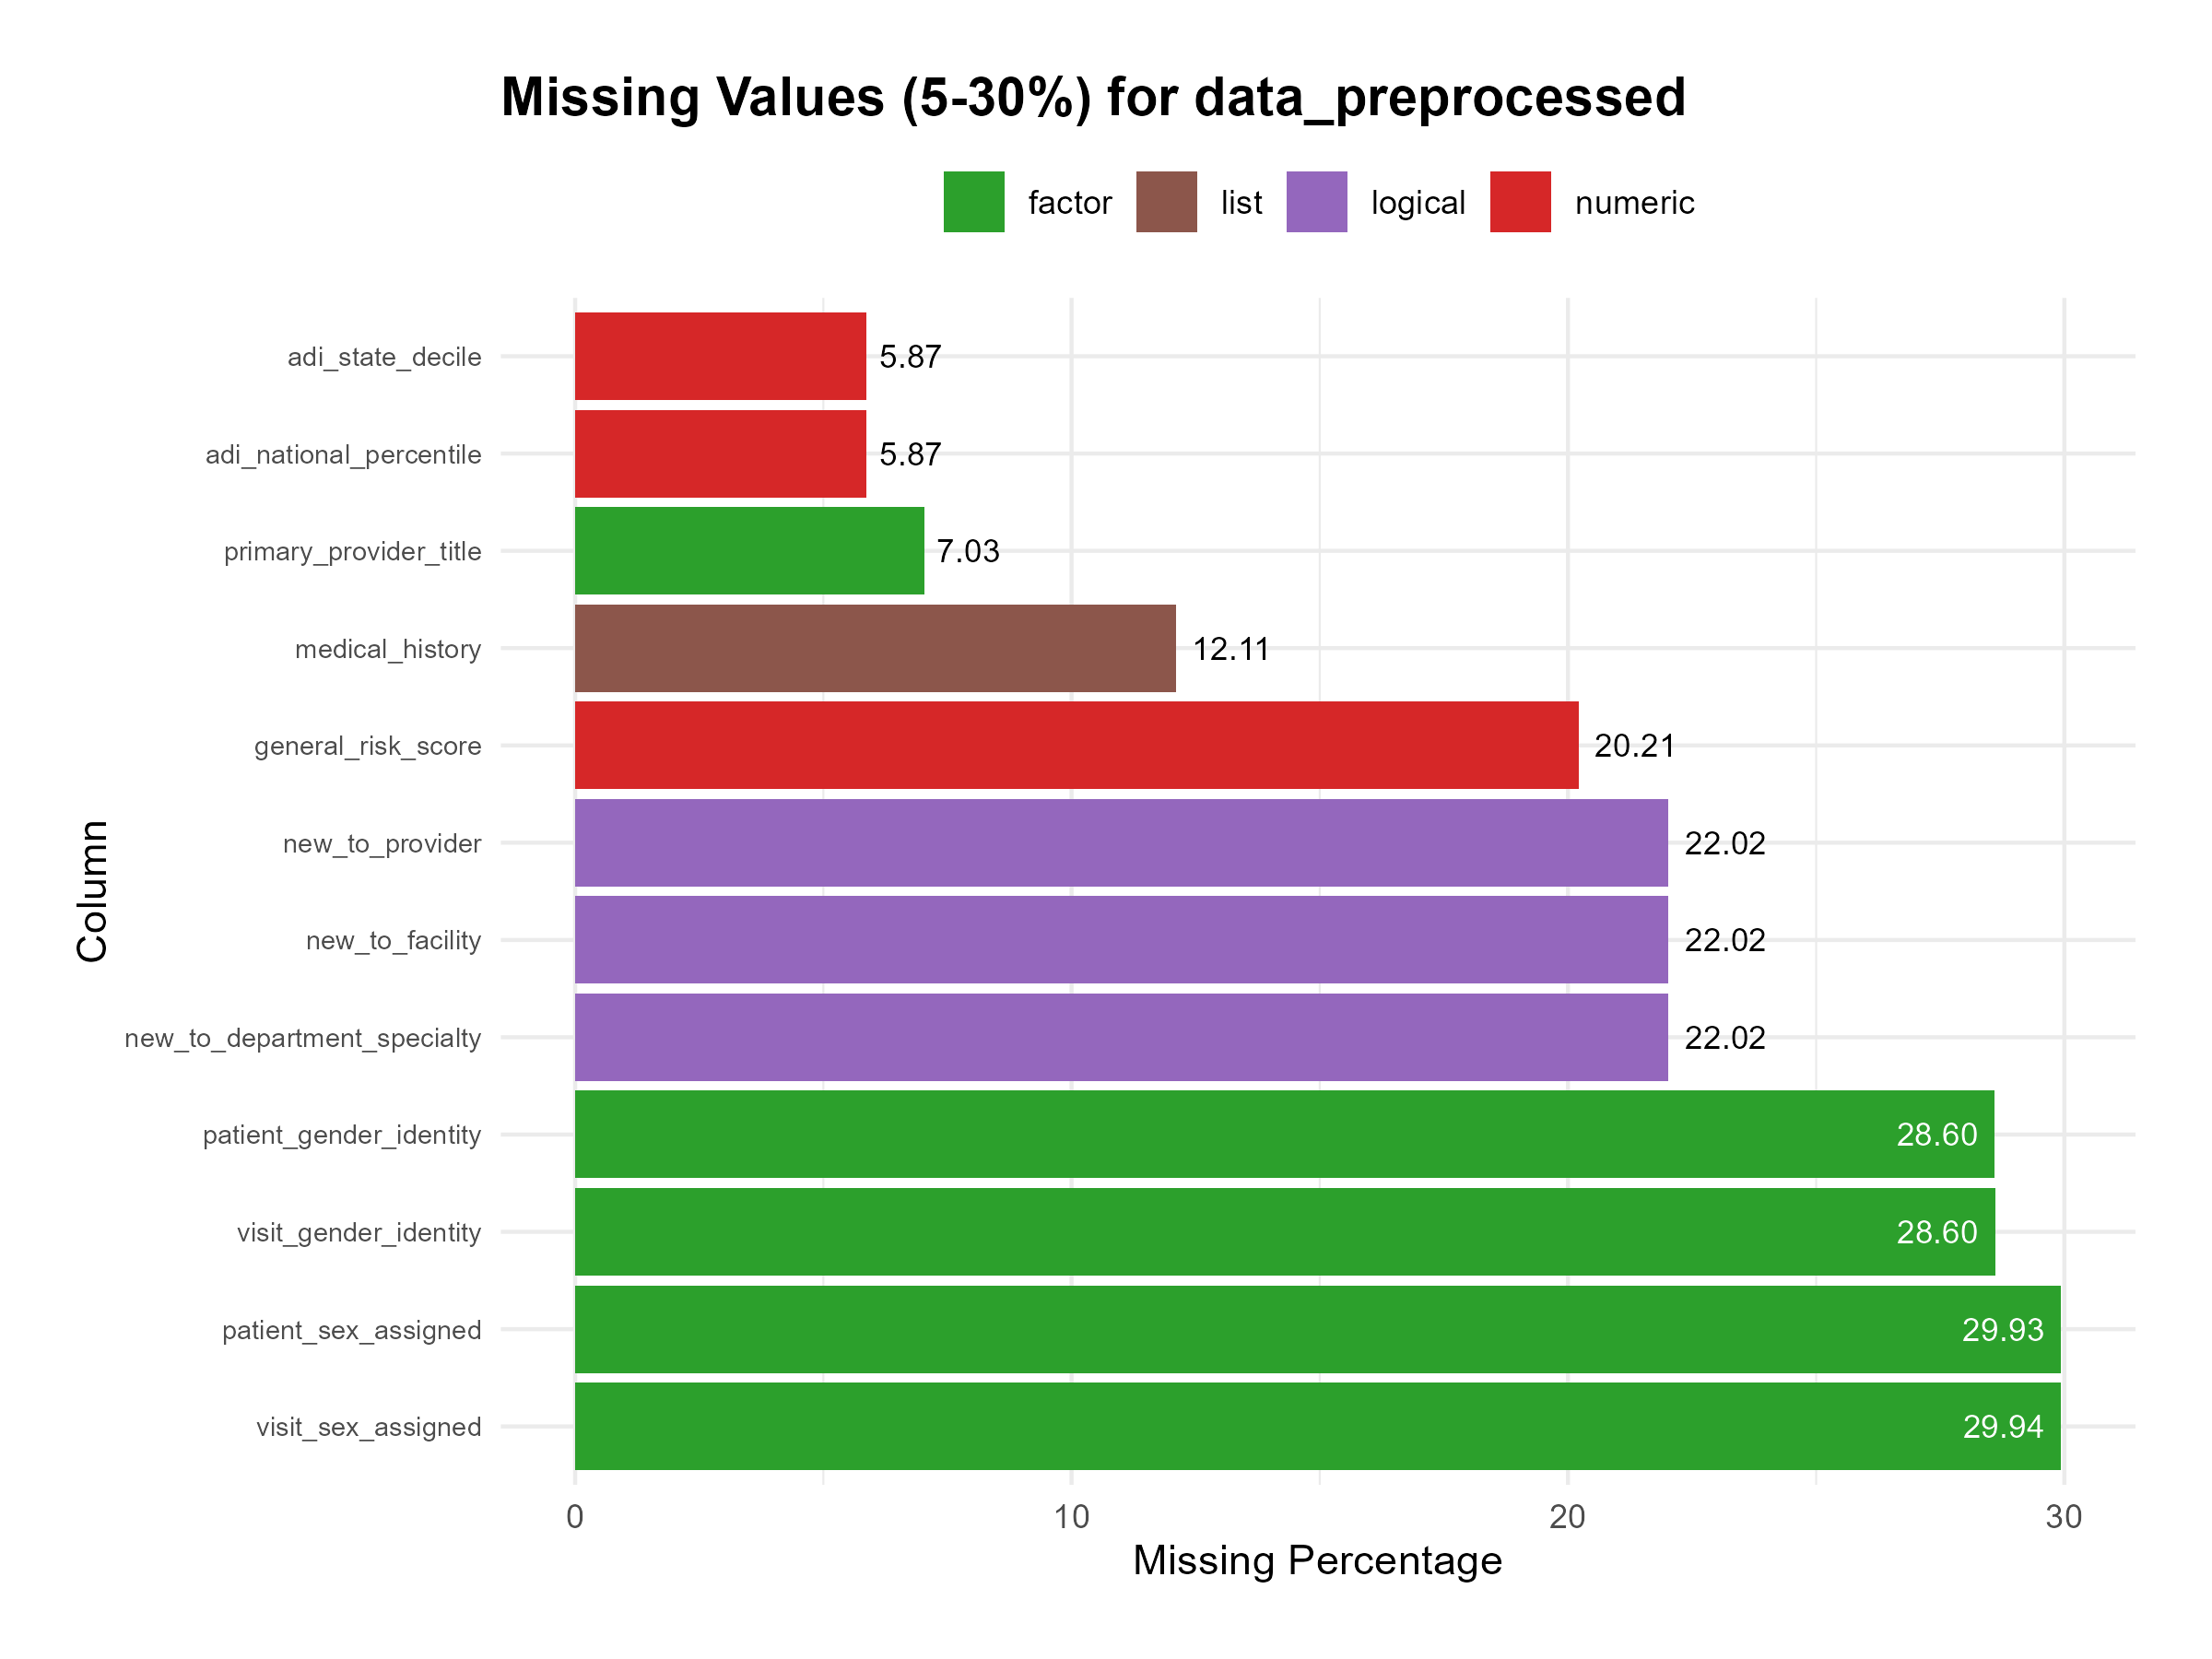 Missing Values (5-30%) for data_preprocessed
factor list logical numeric
adi_state_decile 5.87
adi_national_percentile 5.87
primary_provider_title 7.03
medical_history 12.11
general_risk_score 20.21
new_to_provider 22.02
new_to_facility 22.02
new_to_department_specialty 22.02
patient_gender_identity 28.60
visit_gender_identity 28.60
patient_sex_assigned 29.93
visit_sex_assigned 29.94
Column
0 10 20 30
Missing Percentage